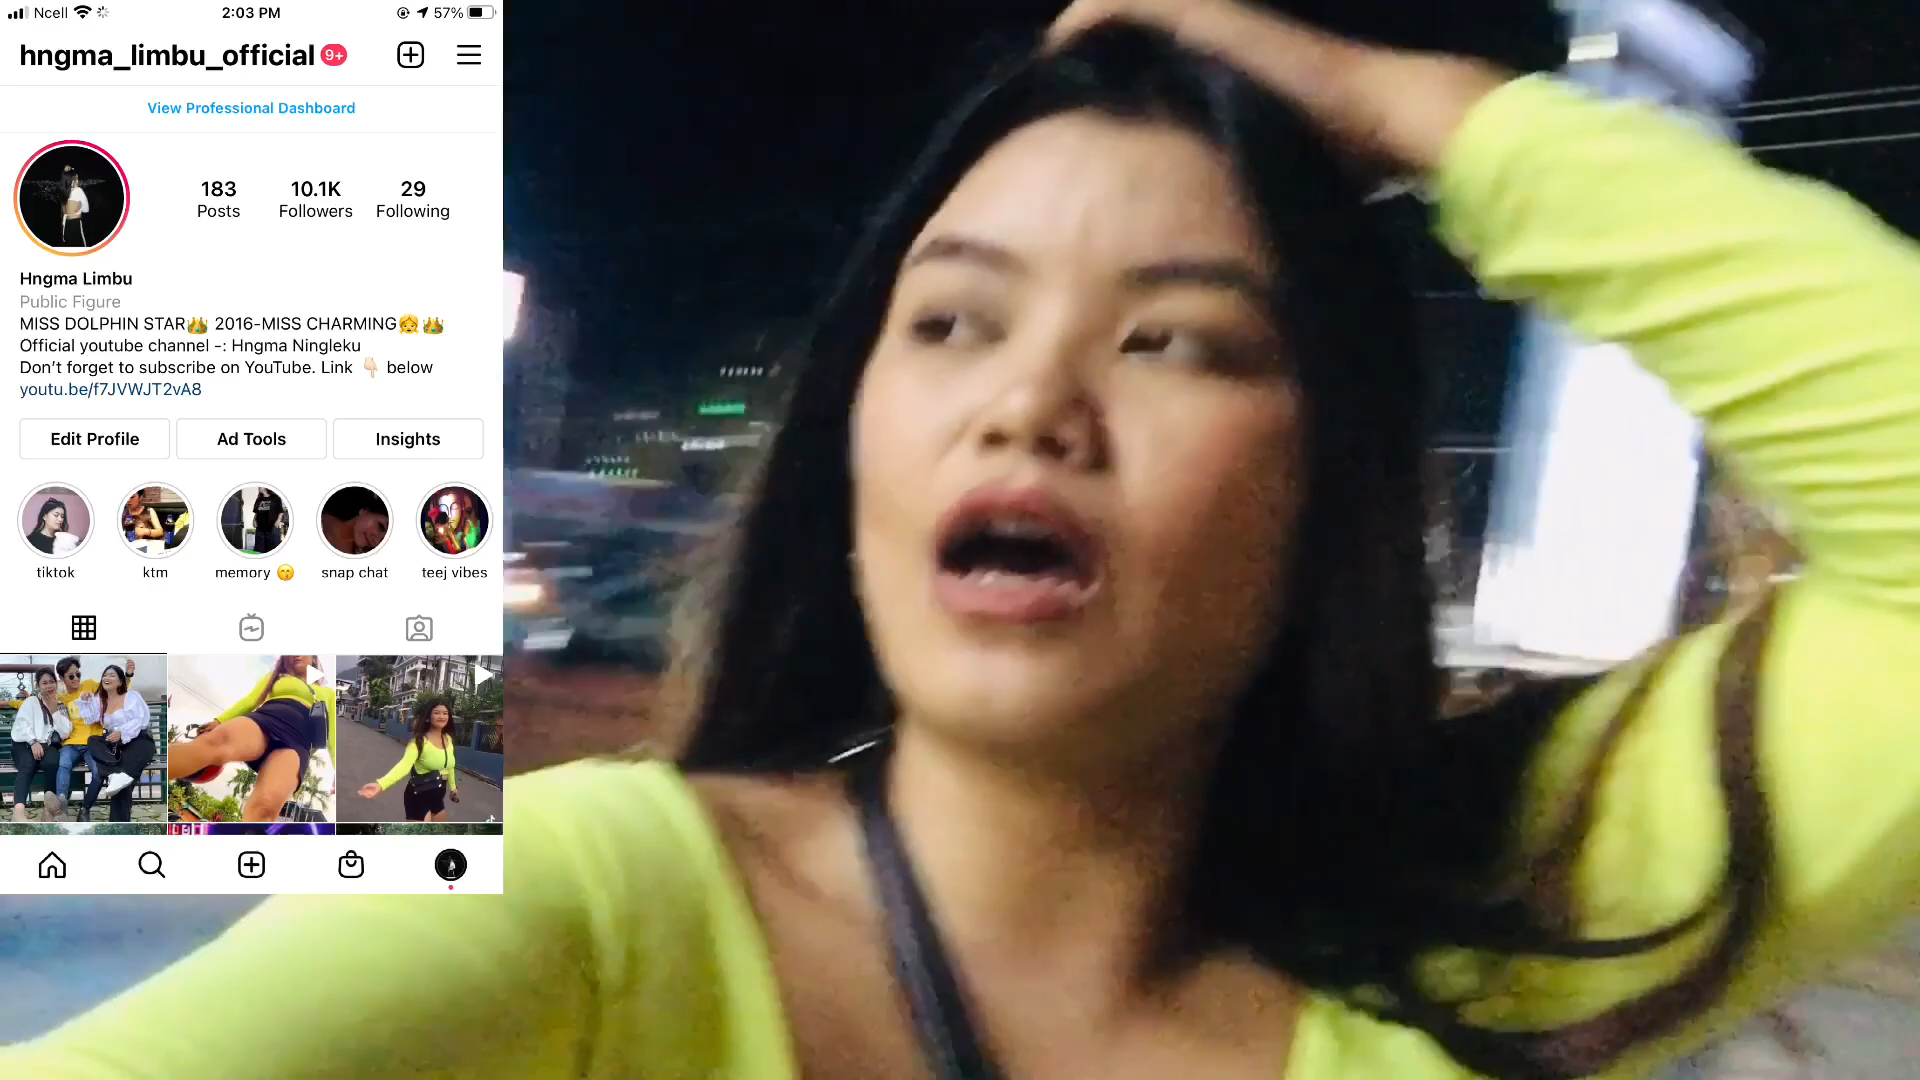 Ncell 2:03 PM 57%
hngma_limbu_official 9+
View Professional Dashboard
183 10.1K 29
Posts Followers Following
Hngma Limbu
Public Figure
MISS DOLPHIN STAR👑 2016-MISS CHARMING👧👑
Official youtube channel -: Hngma Ningleku
Don’t forget to subscribe on YouTube. Link 👇🏻 below
youtu.be/f7JVWJT2vA8
Edit Profile Ad Tools Insights
tiktok ktm memory 😙 snap chat teej vibes